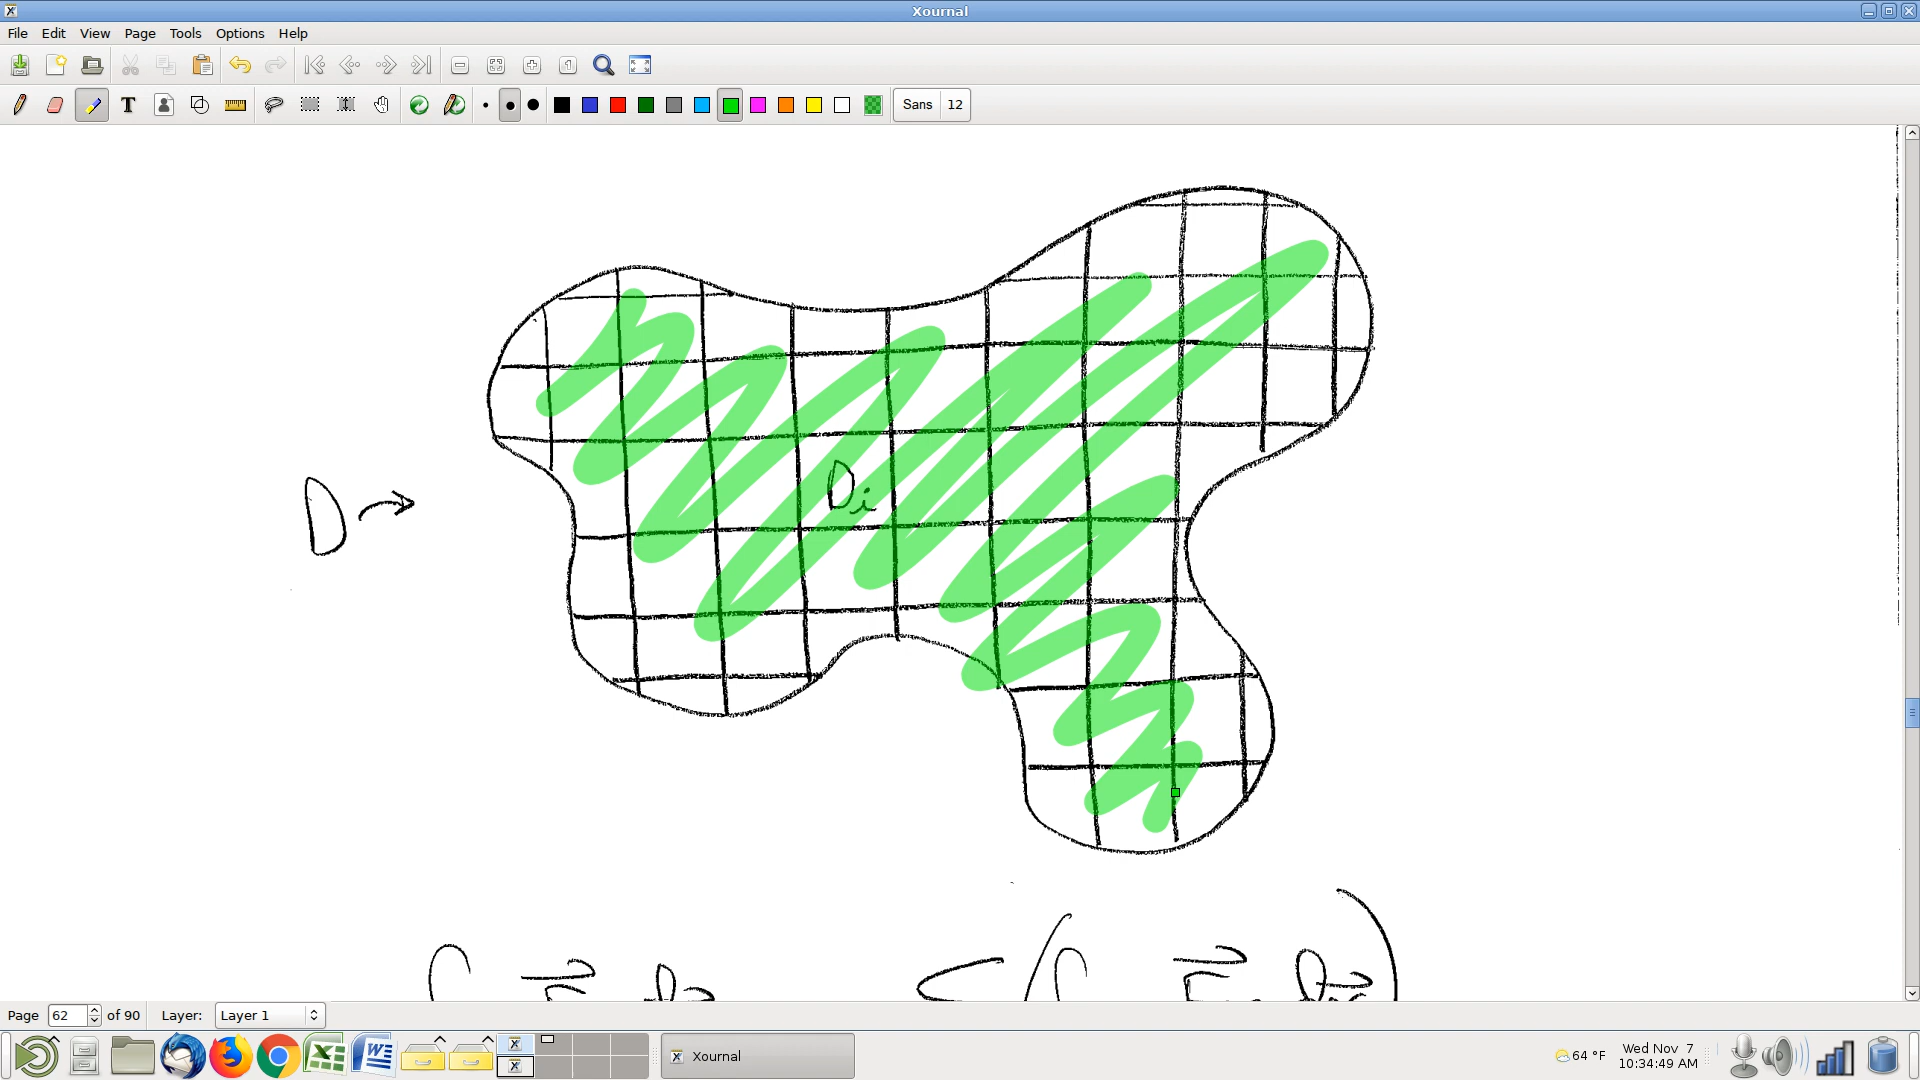 Xournal
File Edit View Page Tools Options Help
Sans 12
D
Di
Page 62 of 90 Layer: Layer 1
Xournal
64 °F
Wed Nov 7
10:34:49 AM